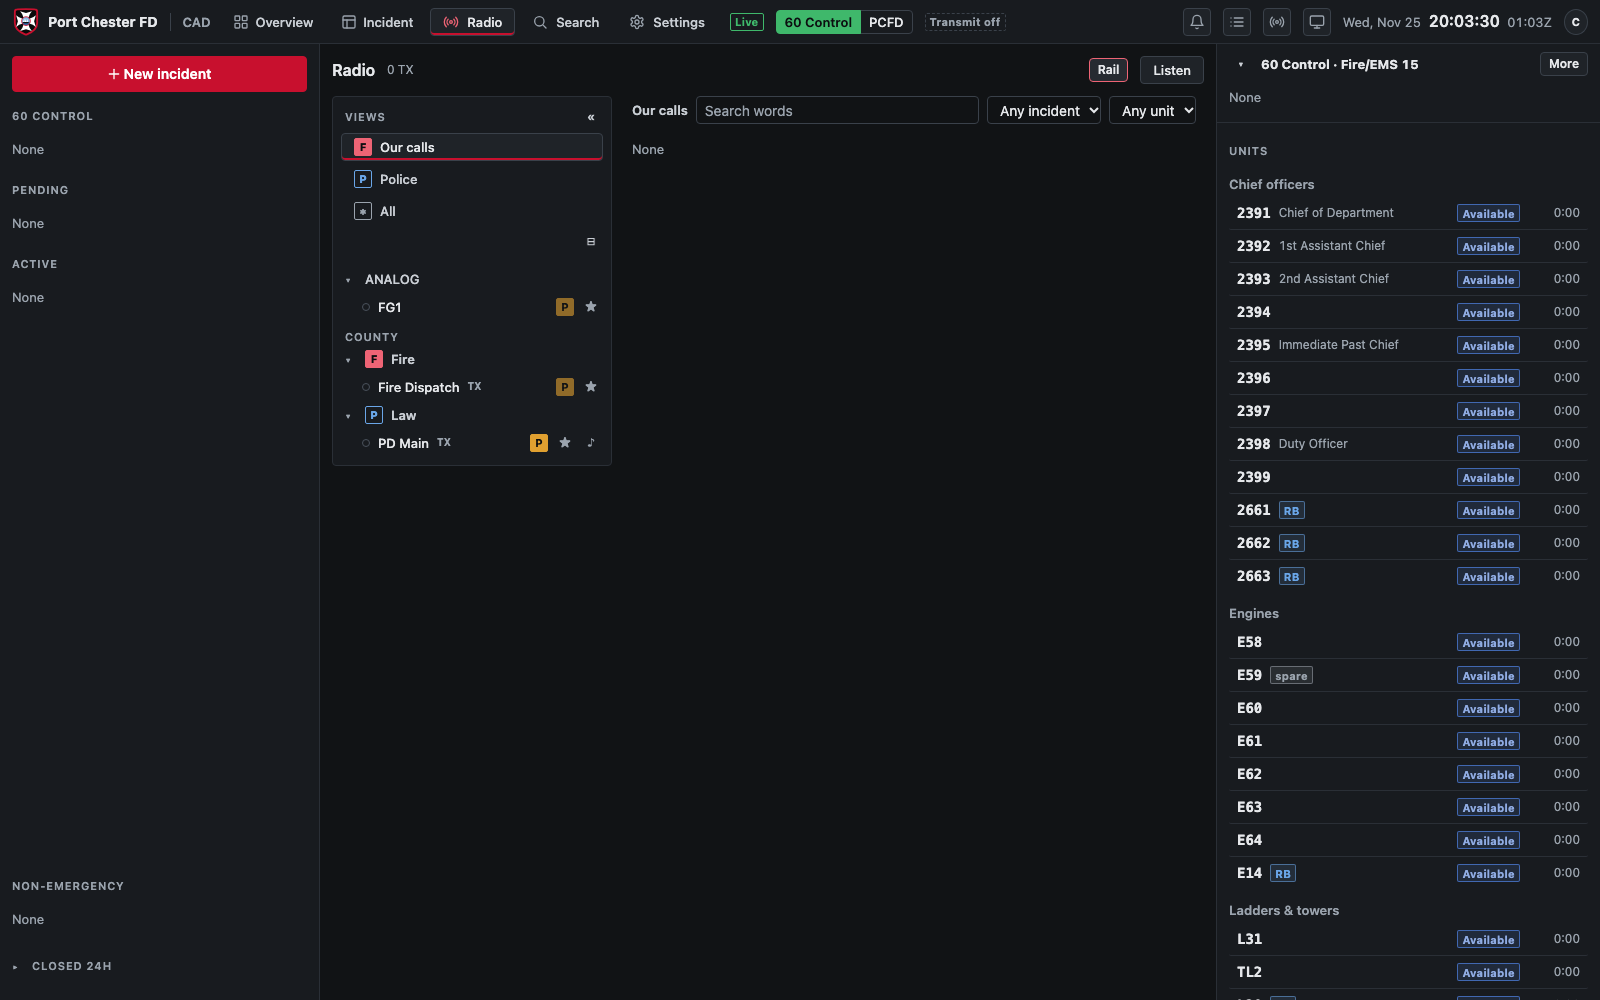 Port Chester FD CAD Overview Incident Radio Search Settings Live 60 Control PCFD Transmit off Wed, Nov 25 20:03:30 01:03Z C
+ New incident
60 CONTROL
None
PENDING
None
ACTIVE
None
NON-EMERGENCY
None
CLOSED 24H
Radio 0 TX Rail Listen
VIEWS «
F Our calls
P Police
All
ANALOG
FG1 P ★
COUNTY
F Fire
Fire Dispatch TX P ★
P Law
PD Main TX P ★ ♪
Our calls Search words Any incident Any unit
None
60 Control · Fire/EMS 15 More
None
UNITS
Chief officers
2391 Chief of Department Available 0:00
2392 1st Assistant Chief Available 0:00
2393 2nd Assistant Chief Available 0:00
2394 Available 0:00
2395 Immediate Past Chief Available 0:00
2396 Available 0:00
2397 Available 0:00
2398 Duty Officer Available 0:00
2399 Available 0:00
2661 RB Available 0:00
2662 RB Available 0:00
2663 RB Available 0:00
Engines
E58 Available 0:00
E59 spare Available 0:00
E60 Available 0:00
E61 Available 0:00
E62 Available 0:00
E63 Available 0:00
E64 Available 0:00
E14 RB Available 0:00
Ladders & towers
L31 Available 0:00
TL2 Available 0:00